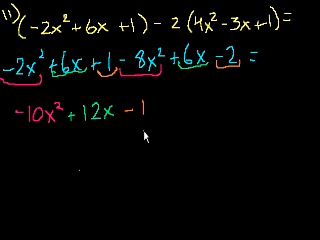 11) (-2x² + 6x + 1) - 2 (4x² - 3x + 1) =
-2x² + 6x + 1 - 8x² + 6x - 2 =
-10x² + 12x - 1